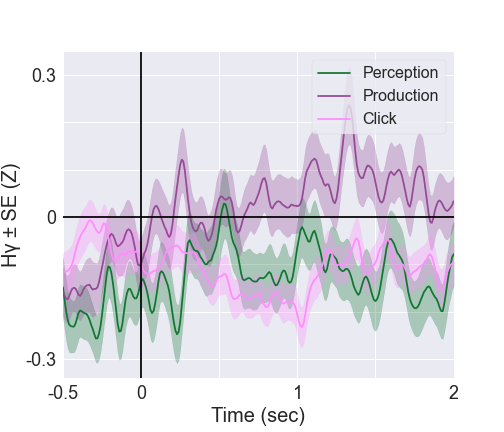 Perception
Production
Click
0.3
0
-0.3
Hγ ± SE (Z)
-0.5
0
1
2
Time (sec)